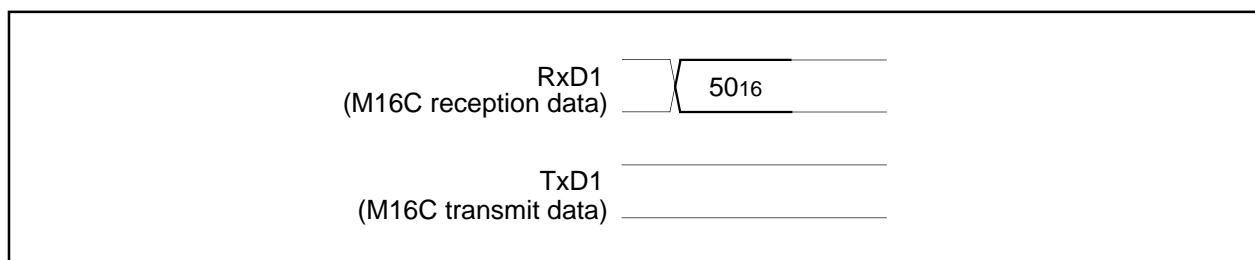 RxD1
(M16C reception data)
5016
TxD1
(M16C transmit data)